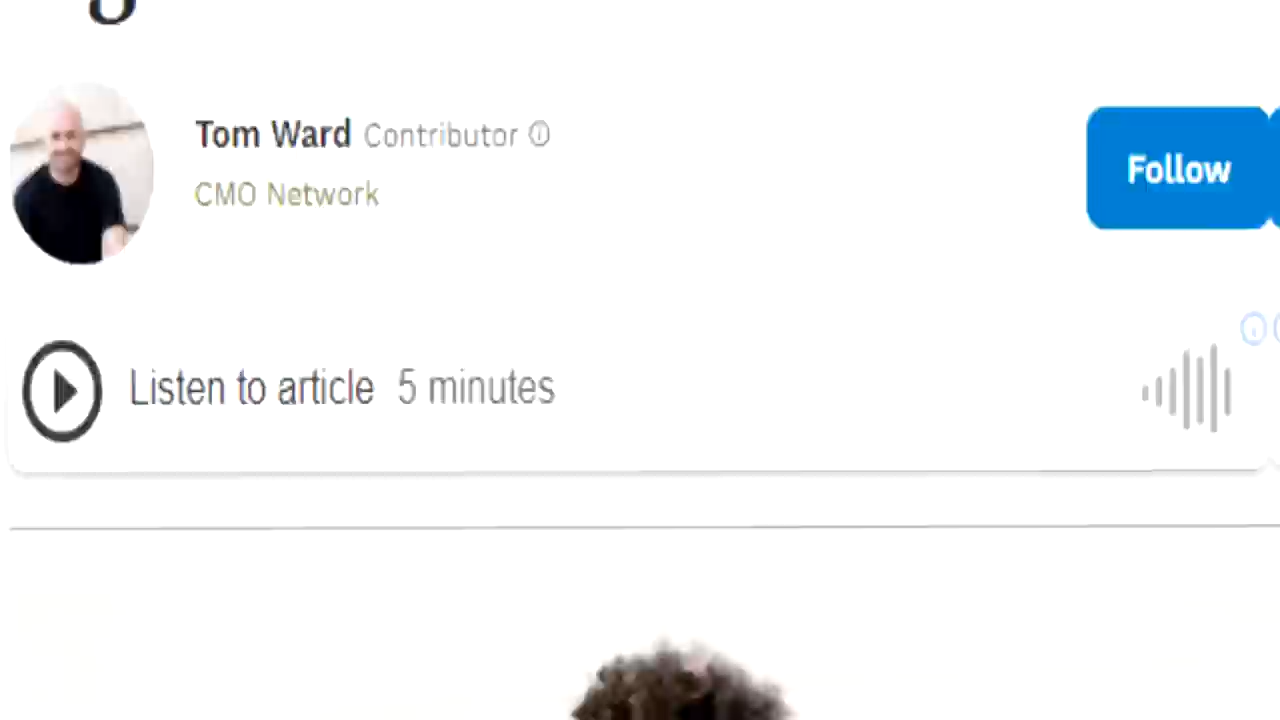 Tom Ward Contributor
CMO Network
Follow
Listen to article 5 minutes